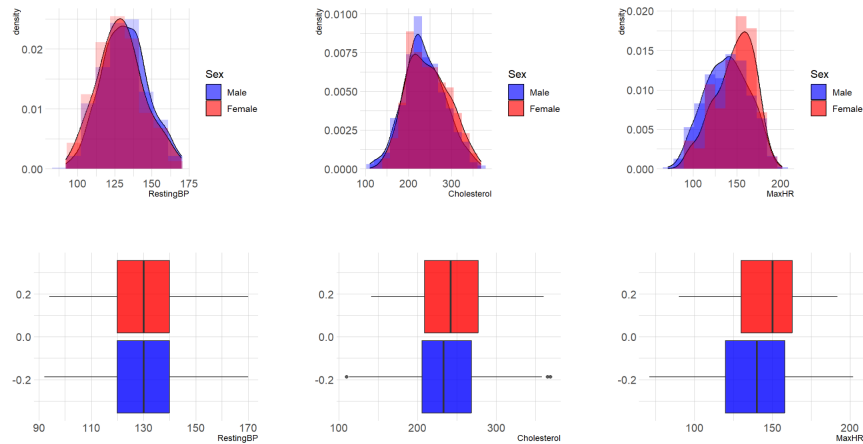 density
0.02
0.01
0.00
100
125
150
175
RestingBP
Sex
Male
Female
density
0.0100
0.0075
0.0050
0.0025
0.0000
100
200
300
Cholesterol
Sex
Male
Female
density
0.020
0.015
0.010
0.005
0.000
100
150
200
MaxHR
Sex
Male
Female
0.2
0.0
-0.2
90
110
130
150
170
RestingBP
0.2
0.0
-0.2
100
200
300
Cholesterol
0.2
0.0
-0.2
100
150
200
MaxHR